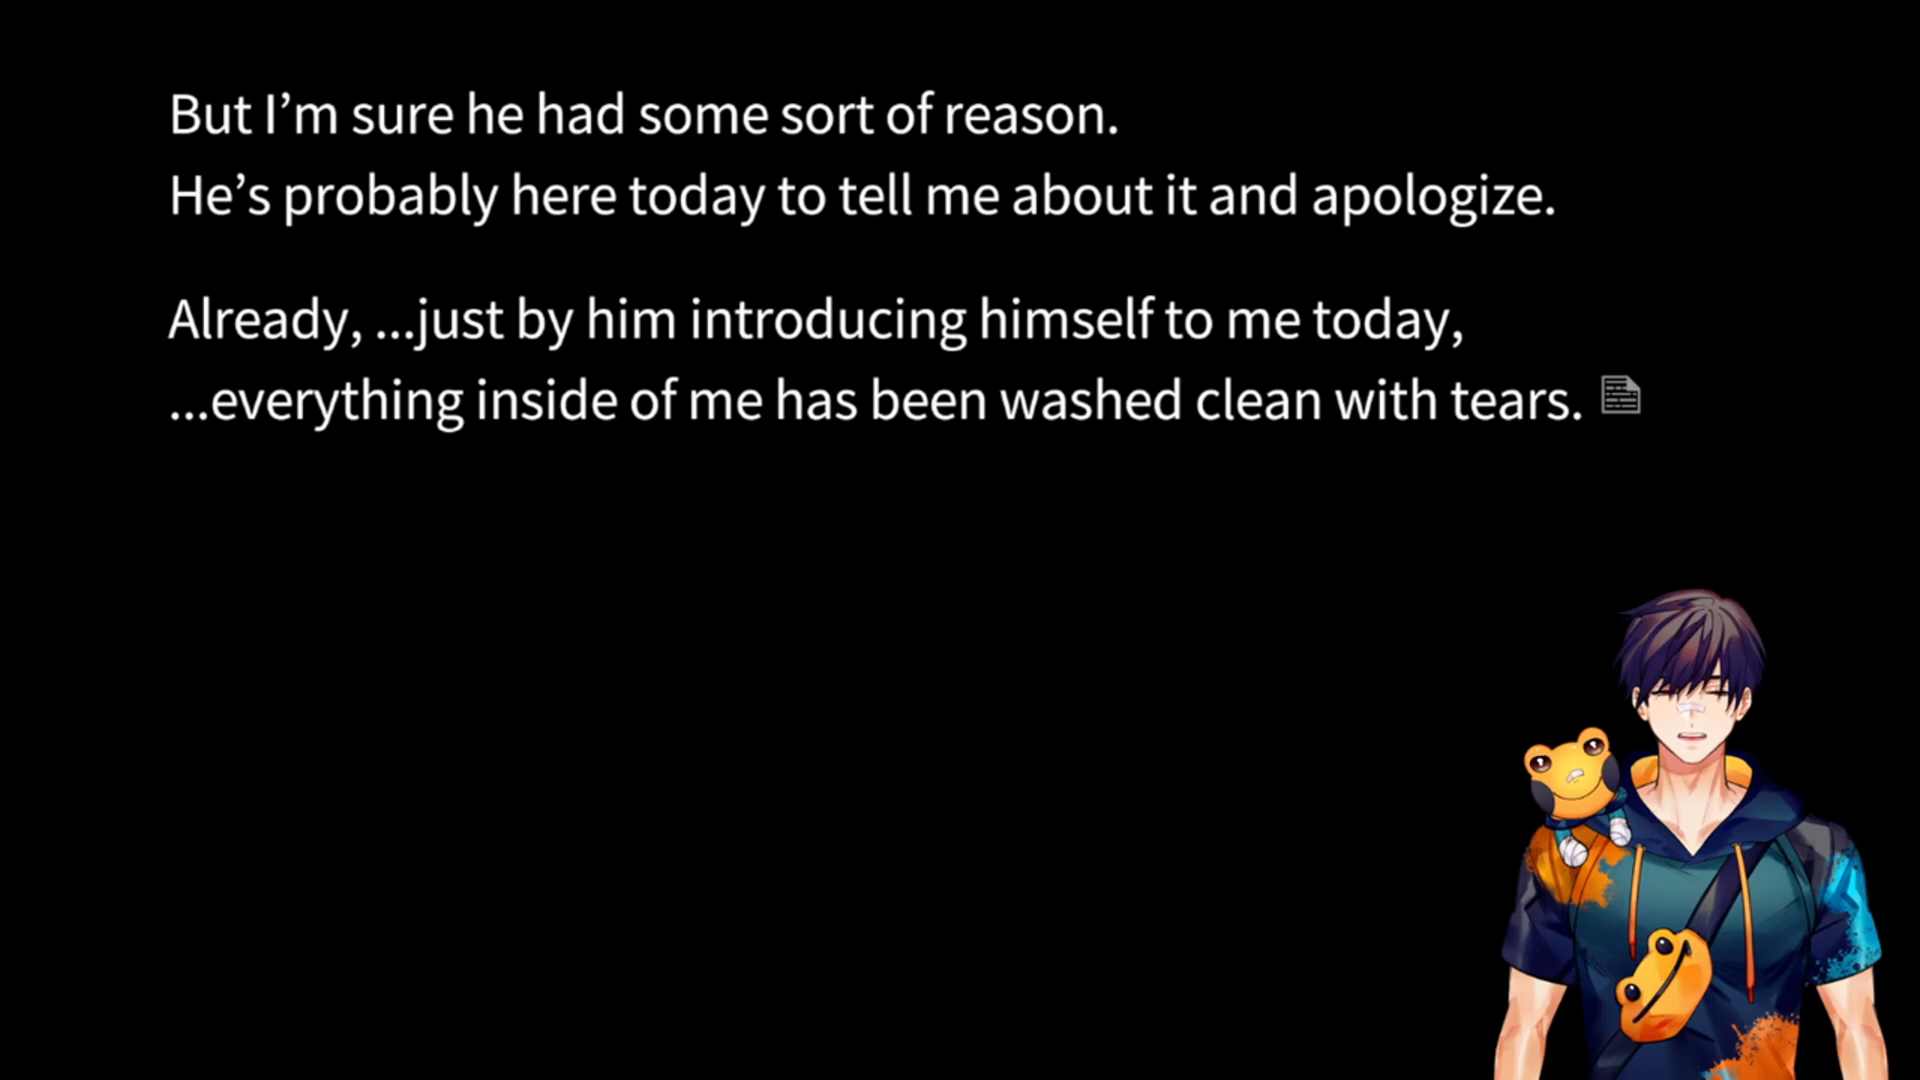 But I’m sure he had some sort of reason.
He’s probably here today to tell me about it and apologize.
Already, ...just by him introducing himself to me today,
...everything inside of me has been washed clean with tears.